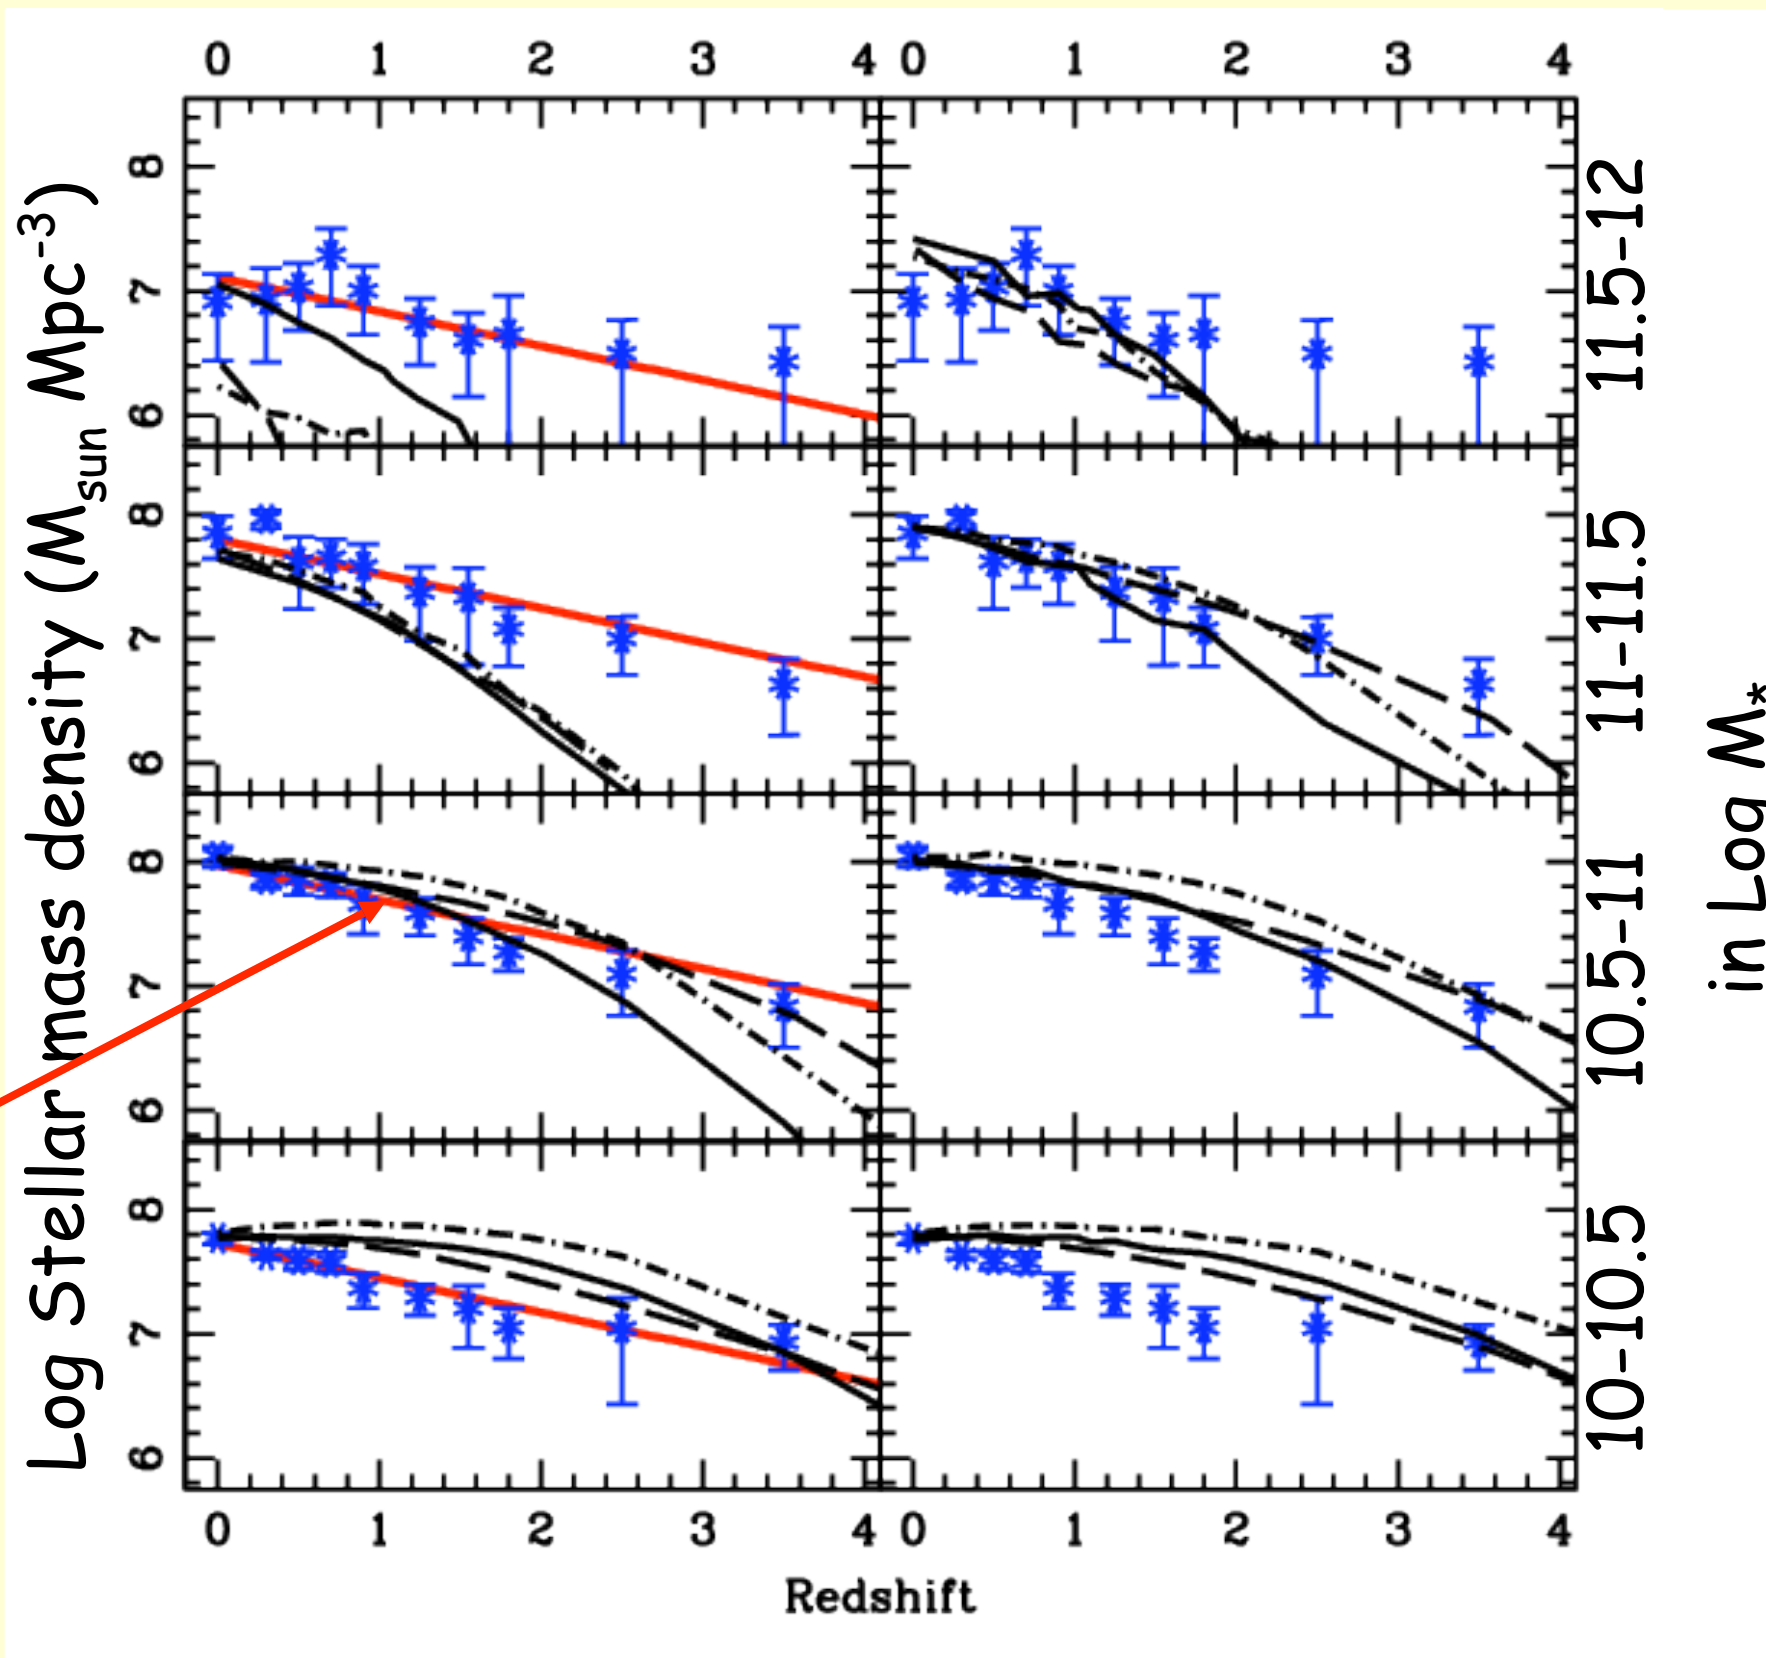 0 1 2 3 4 0 1 2 3 4
Log Stellar mass density (M_sun Mpc^-3)
8 7 6
8 7 6
8 7 6
8 7 6
11.5-12
11-11.5
10.5-11
10-10.5
in Log M_*
0 1 2 3 4 0 1 2 3 4
Redshift